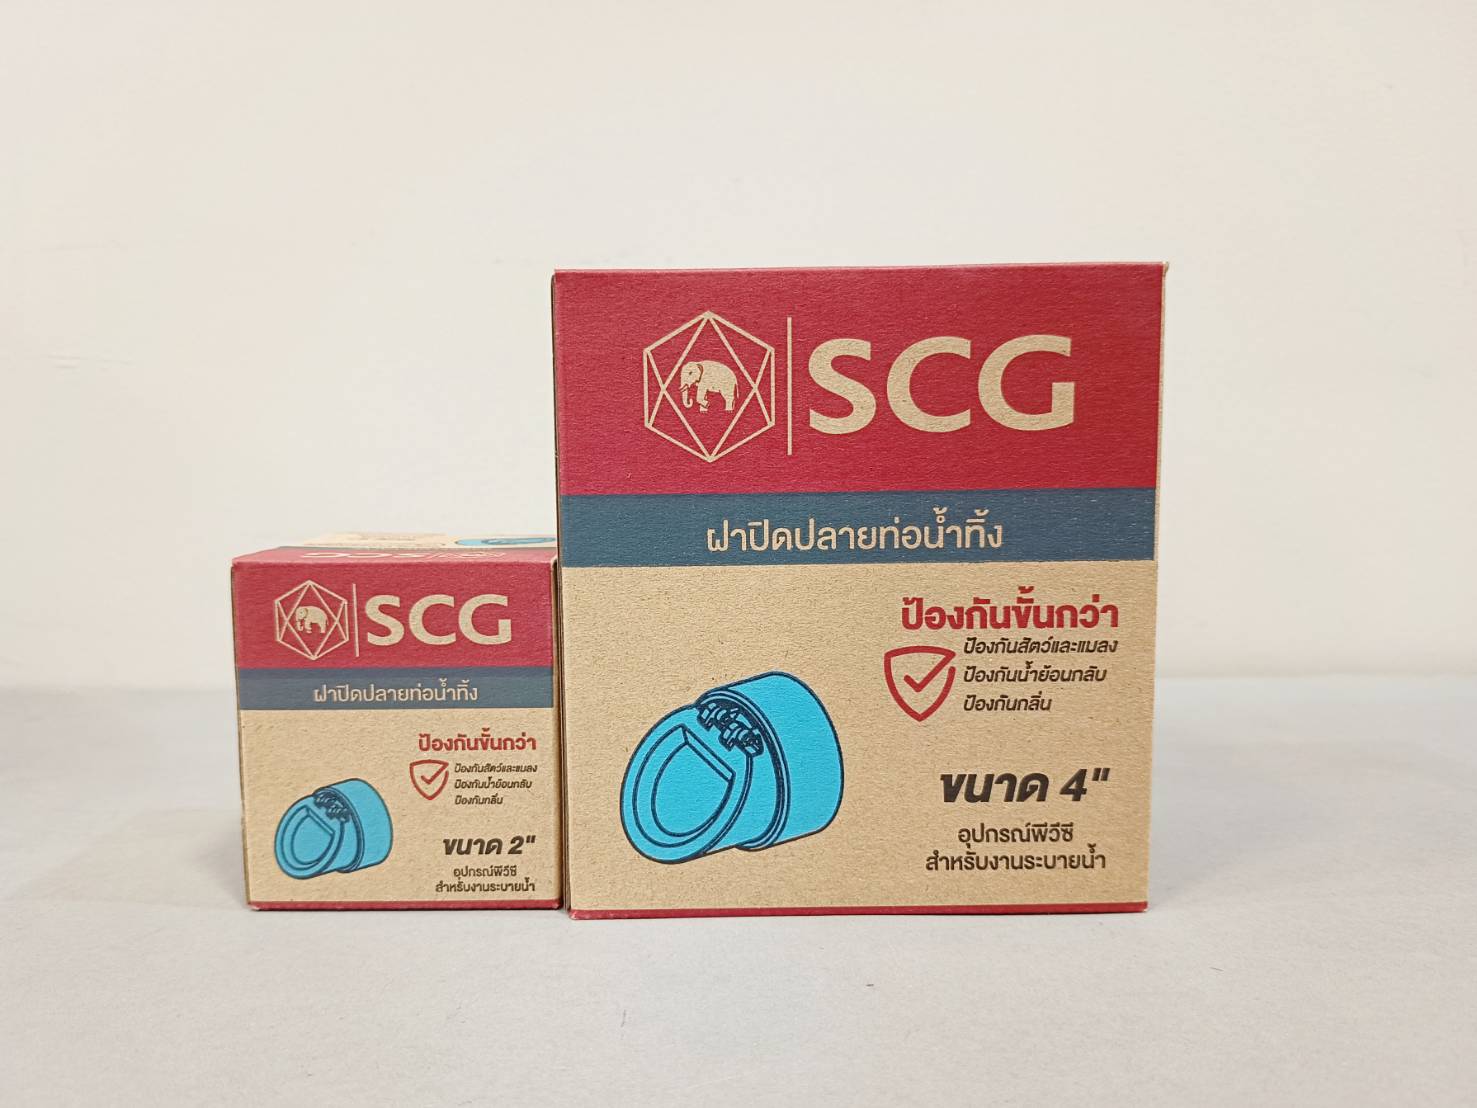 SCG
ฝาปิดปลายท่อน้ำทิ้ง
ป้องกันขั้นกว่า
ป้องกันสัตว์และแมลง
ป้องกันน้ำย้อนกลับ
ป้องกันกลิ่น
ขนาด 2"
อุปกรณ์พีวีซี
สำหรับงานระบายน้ำ
SCG
ฝาปิดปลายท่อน้ำทิ้ง
ป้องกันขั้นกว่า
ป้องกันสัตว์และแมลง
ป้องกันน้ำย้อนกลับ
ป้องกันกลิ่น
ขนาด 4"
อุปกรณ์พีวีซี
สำหรับงานระบายน้ำ